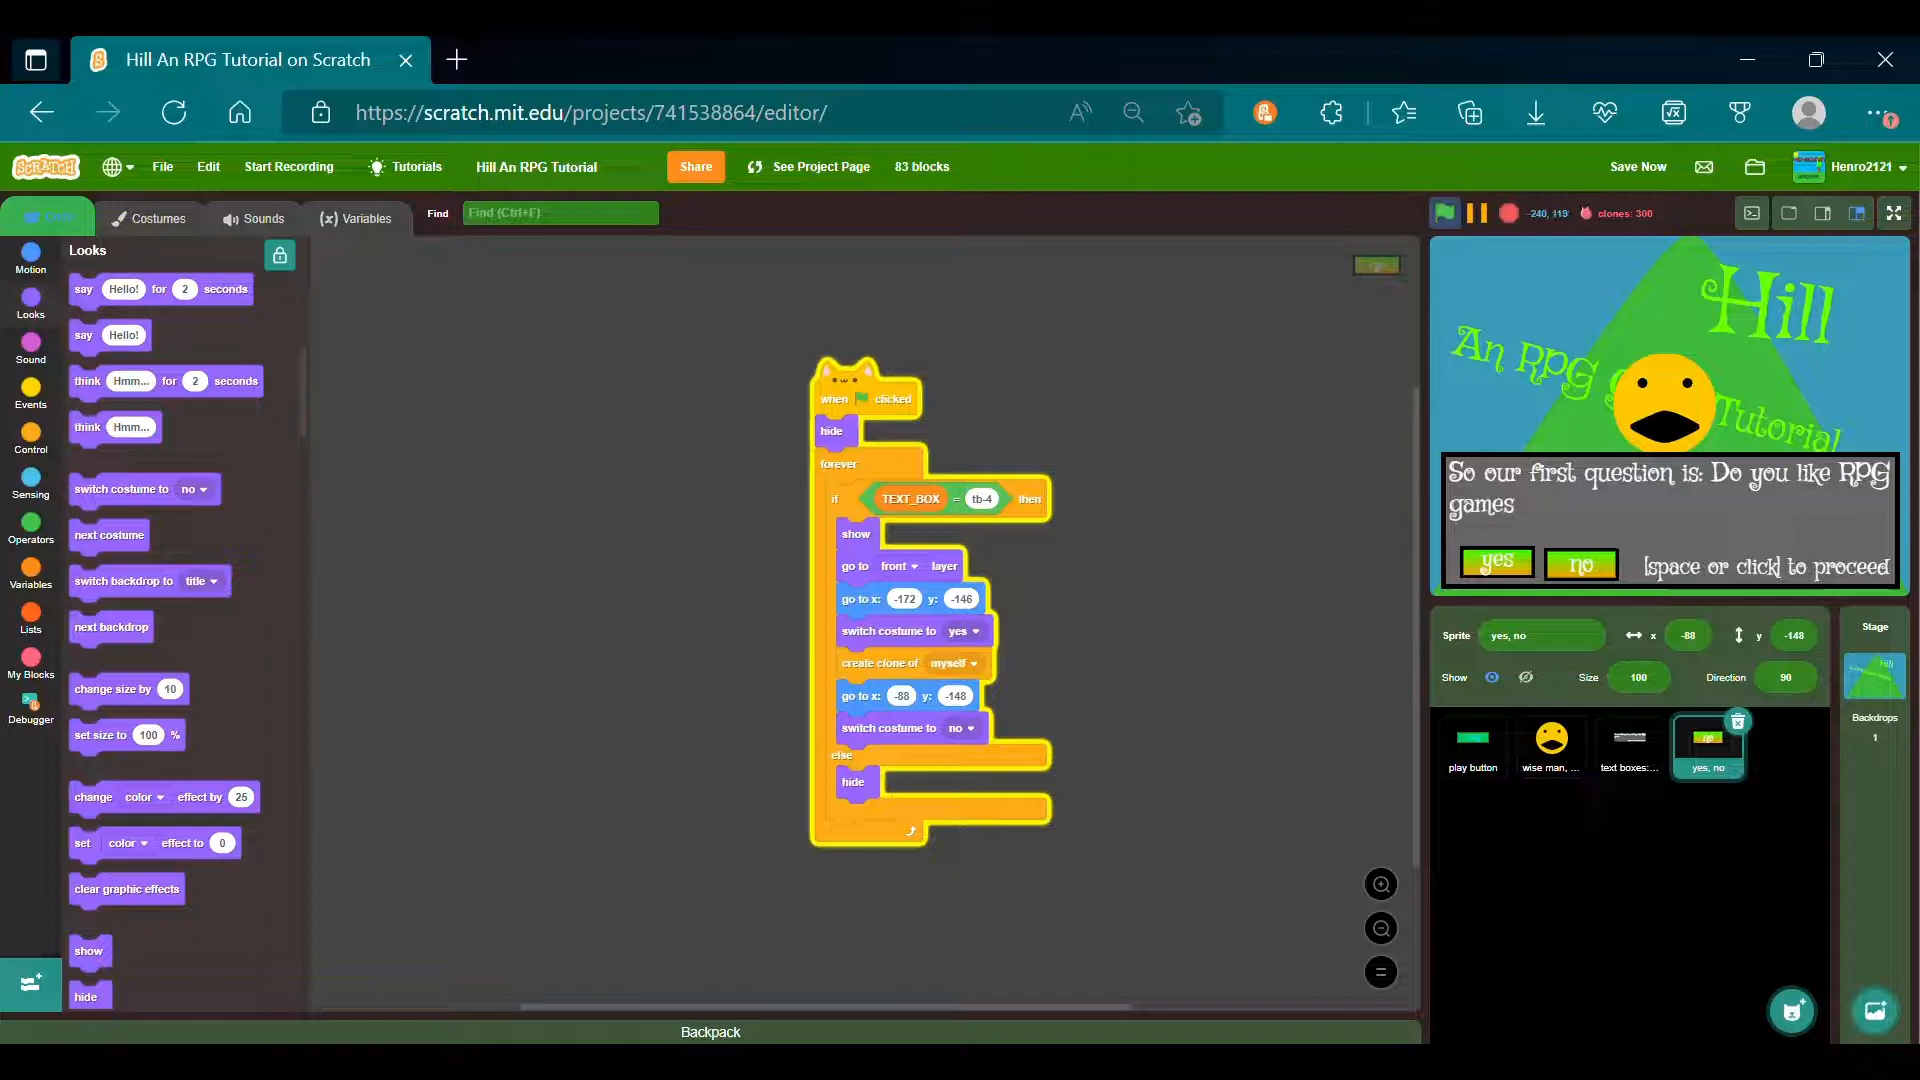 Hill An RPG Tutorial on Scratch
https://scratch.mit.edu/projects/741538864/editor/
SCRATCH File Edit Start Recording Tutorials Hill An RPG Tutorial Share See Project Page 83 blocks Save Now Henro2121
Code Costumes Sounds (x) Variables Find Find (Ctrl+F) -240, 119 clones: 300
Motion
Looks
Sound
Events
Control
Sensing
Operators
Variables
Lists
My Blocks
Debugger
Looks
say Hello! for 2 seconds
say Hello!
think Hmm... for 2 seconds
think Hmm...
switch costume to no
next costume
switch backdrop to title
next backdrop
change size by 10
set size to 100 %
change color effect by 25
set color effect to 0
clear graphic effects
show
hide
when clicked
hide
forever
if TEXT_BOX = tb-4 then
show
go to front layer
go to x: -172 y: -146
switch costume to yes
create clone of myself
go to x: -88 y: -148
switch costume to no
else
hide
Backpack
Hill
An RPG
Tutorial
So our first question is: Do you like RPG
games
yes no [space or click] to proceed
Sprite yes, no x -88 y -148
Show Size 100 Direction 90
play button wise man, ... text boxes:... no yes, no
Stage
Hill
Backdrops
1